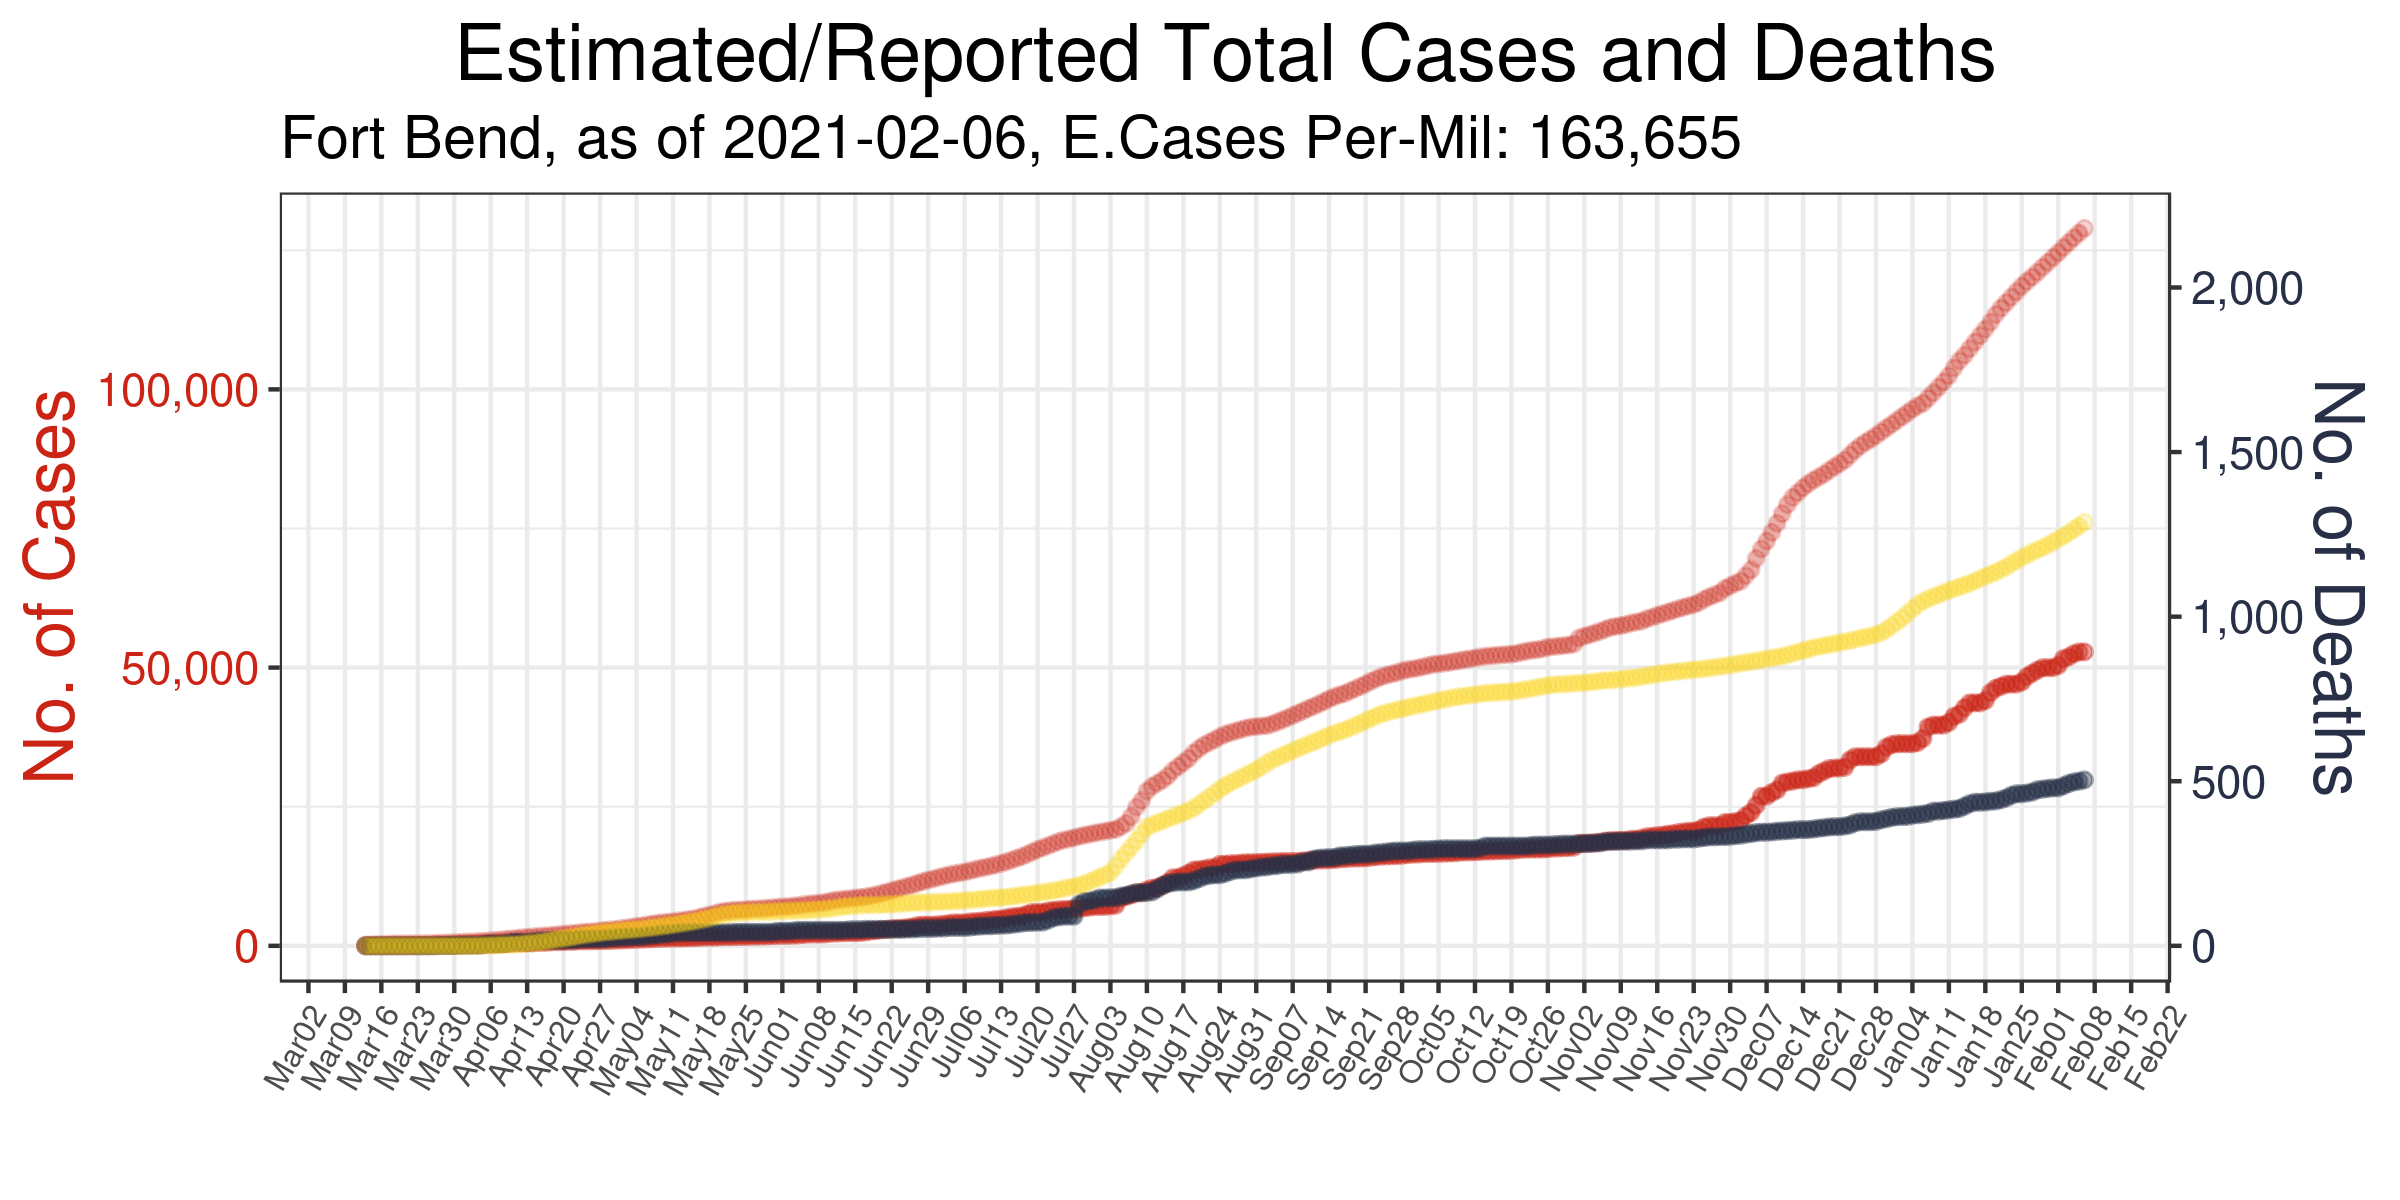 Estimated/Reported Total Cases and Deaths
Fort Bend, as of 2021-02-06, E.Cases Per-Mil: 163,655
No. of Cases
100,000
50,000
0
2,000
1,500
1,000
500
0
No. of Deaths
Mar02
Mar09
Mar16
Mar23
Mar30
Apr06
Apr13
Apr20
Apr27
May04
May11
May18
May25
Jun01
Jun08
Jun15
Jun22
Jun29
Jul06
Jul13
Jul20
Jul27
Aug03
Aug10
Aug17
Aug24
Aug31
Sep07
Sep14
Sep21
Sep28
Oct05
Oct12
Oct19
Oct26
Nov02
Nov09
Nov16
Nov23
Nov30
Dec07
Dec14
Dec21
Dec28
Jan04
Jan11
Jan18
Jan25
Feb01
Feb08
Feb15
Feb22